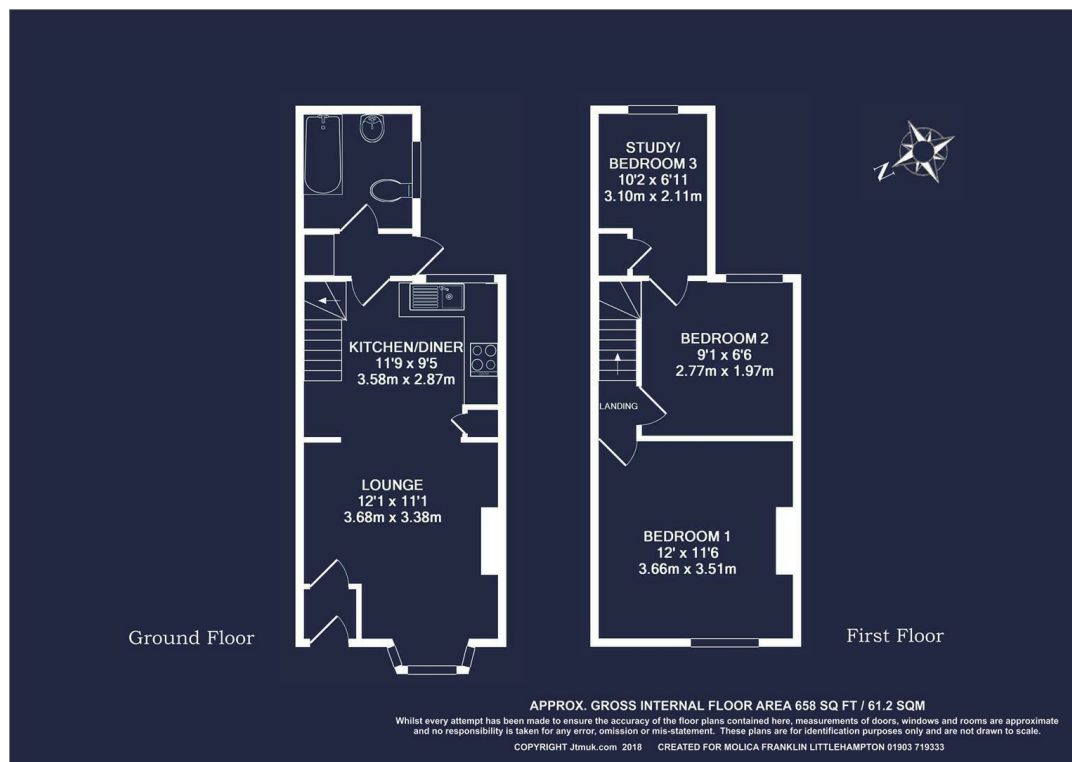 STUDY/
BEDROOM 3
10'2 x 6'11
3.10m x 2.11m
N
KITCHEN/DINER
11'9 x 9'5
3.58m x 2.87m
BEDROOM 2
9'1 x 6'6
2.77m x 1.97m
LANDING
LOUNGE
12'1 x 11'1
3.68m x 3.38m
BEDROOM 1
12' x 11'6
3.66m x 3.51m
Ground Floor
First Floor
APPROX. GROSS INTERNAL FLOOR AREA 658 SQ FT / 61.2 SQM
Whilst every attempt has been made to ensure the accuracy of the floor plans contained here, measurements of doors, windows and rooms are approximate
and no responsibility is taken for any error, omission or mis-statement. These plans are for identification purposes only and are not drawn to scale.
COPYRIGHT Jtmuk.com 2018 CREATED FOR MOLICA FRANKLIN LITTLEHAMPTON 01903 719333